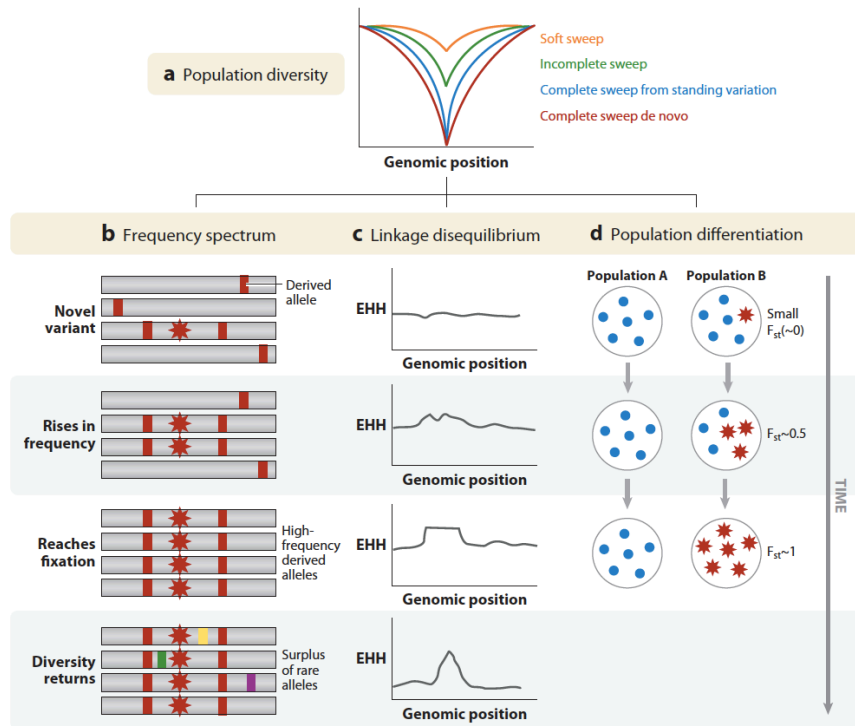 a Population diversity
Soft sweep
Incomplete sweep
Complete sweep from standing variation
Complete sweep de novo
Genomic position
b Frequency spectrum
c Linkage disequilibrium
d Population differentiation
Novel
variant
Derived
allele
EHH
Genomic position
Population A
Population B
Small
Fst(~0)
Rises in
frequency
EHH
Genomic position
Fst~0.5
Reaches
fixation
High-
frequency
derived
alleles
EHH
Genomic position
Fst~1
TIME
Diversity
returns
Surplus
of rare
alleles
EHH
Genomic position